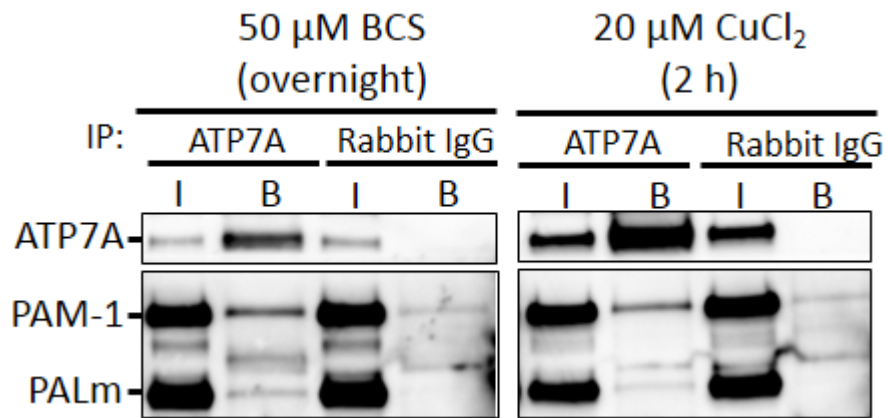 50 µM BCS 20 µM CuCl₂
(overnight) (2 h)
IP: ATP7A Rabbit IgG ATP7A Rabbit IgG
I B I B I B I B
ATP7A
PAM-1
PALm